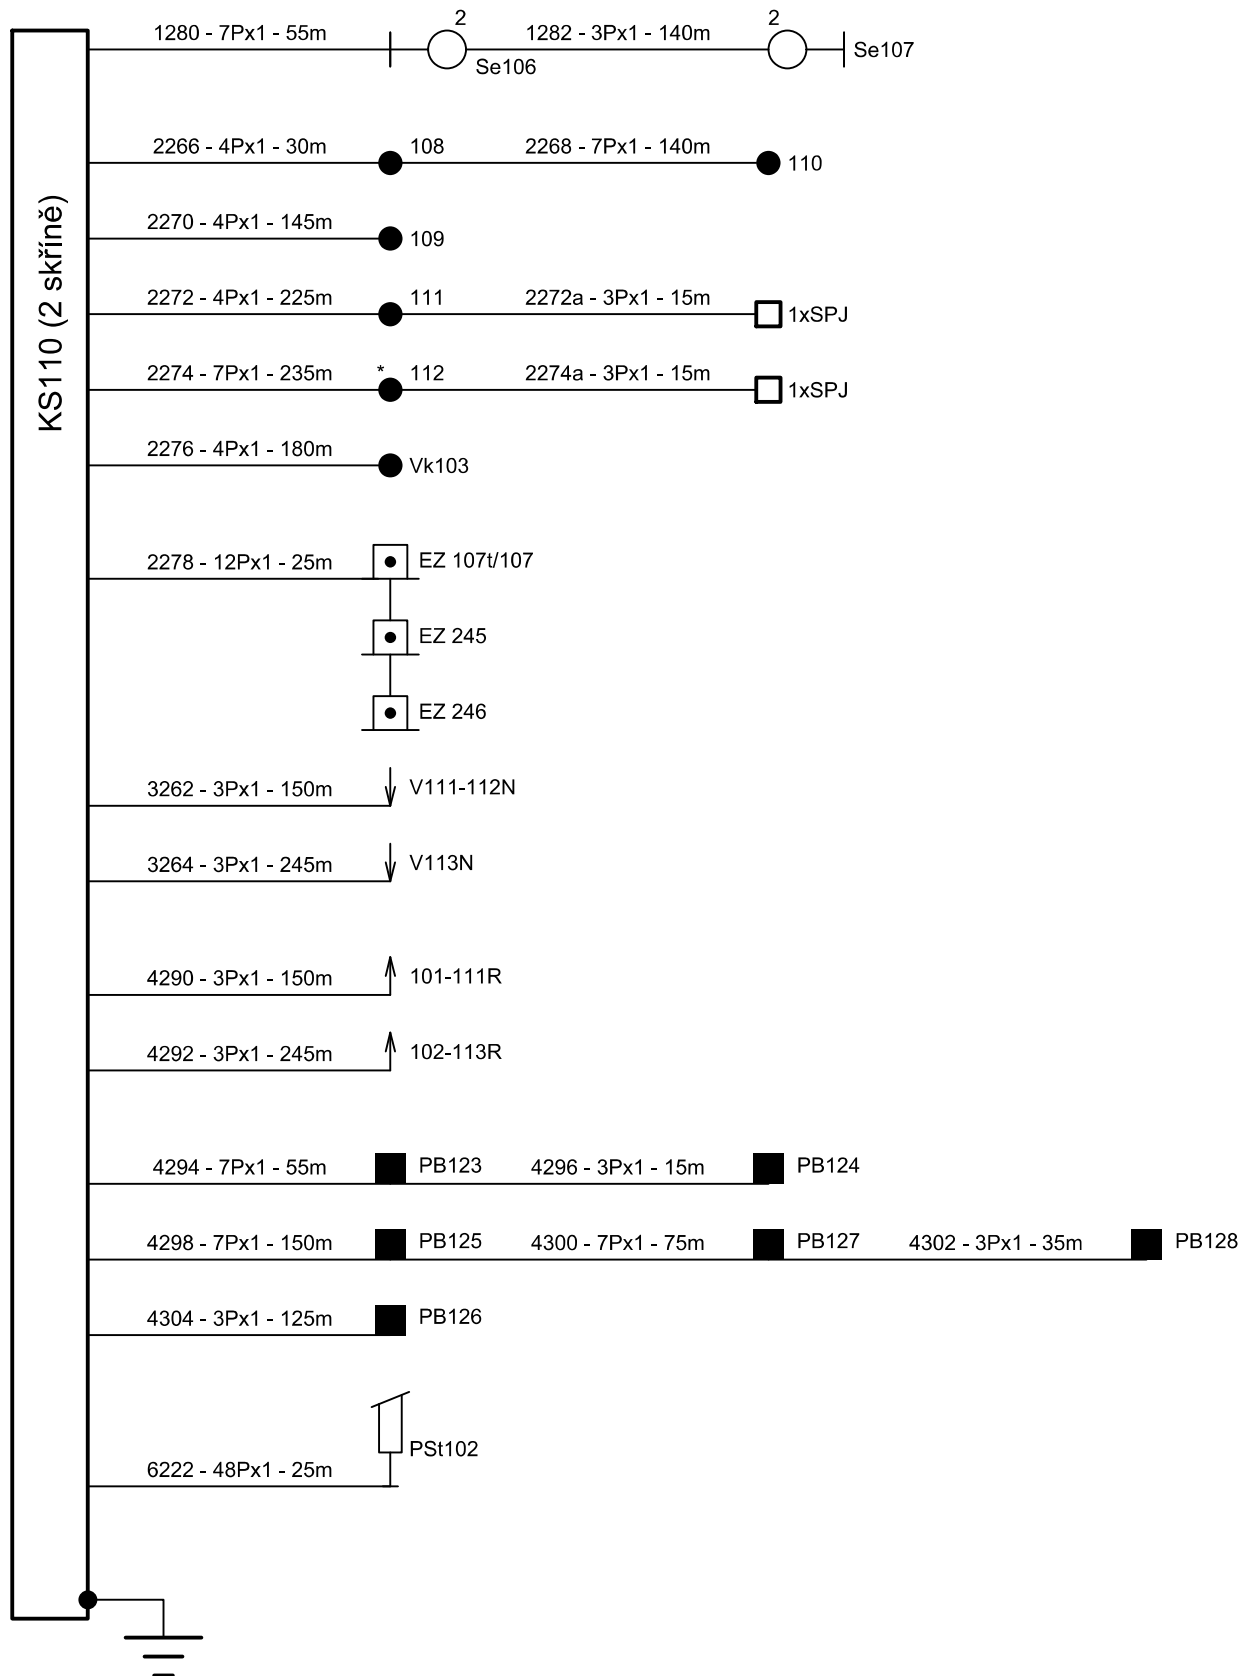 KS110 (2 skříně)
1280 - 7Px1 - 55m
2
Se106
1282 - 3Px1 - 140m
2
Se107
2266 - 4Px1 - 30m
108
2268 - 7Px1 - 140m
110
2270 - 4Px1 - 145m
109
2272 - 4Px1 - 225m
111
2272a - 3Px1 - 15m
1xSPJ
2274 - 7Px1 - 235m
*
112
2274a - 3Px1 - 15m
1xSPJ
2276 - 4Px1 - 180m
Vk103
2278 - 12Px1 - 25m
EZ 107t/107
EZ 245
EZ 246
3262 - 3Px1 - 150m
V111-112N
3264 - 3Px1 - 245m
V113N
4290 - 3Px1 - 150m
101-111R
4292 - 3Px1 - 245m
102-113R
4294 - 7Px1 - 55m
PB123
4296 - 3Px1 - 15m
PB124
4298 - 7Px1 - 150m
PB125
4300 - 7Px1 - 75m
PB127
4302 - 3Px1 - 35m
PB128
4304 - 3Px1 - 125m
PB126
6222 - 48Px1 - 25m
PSt102